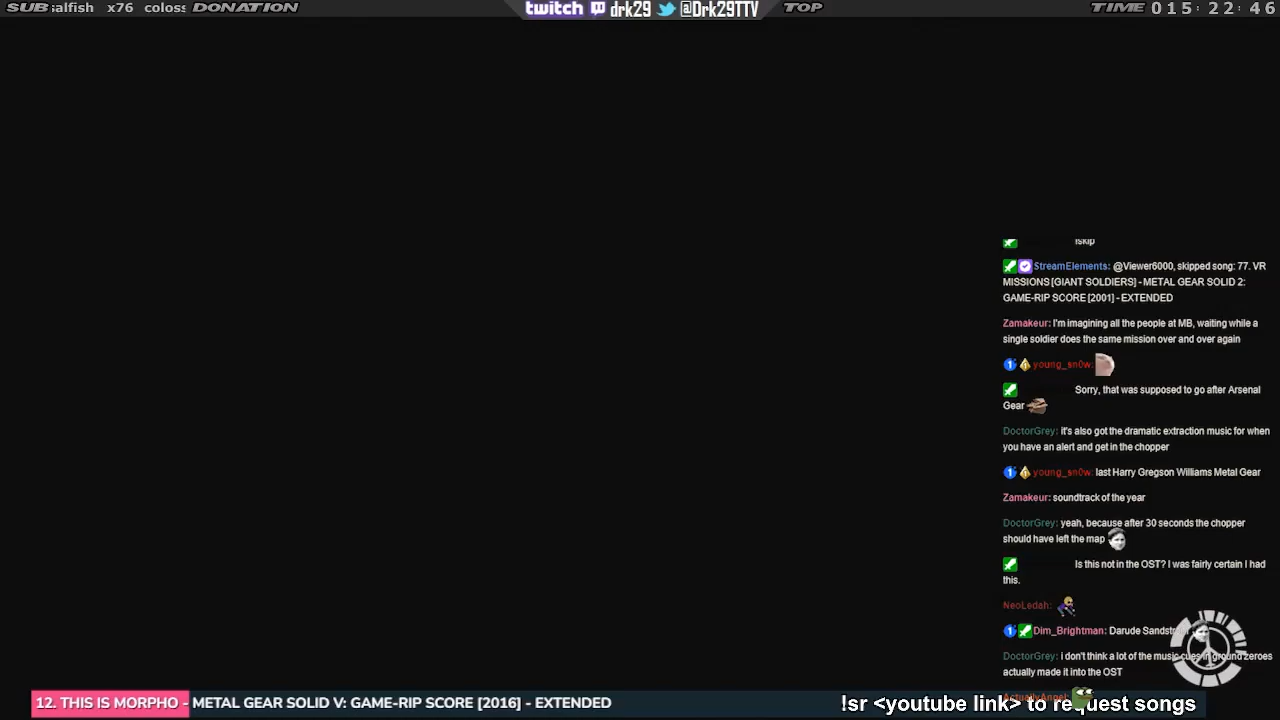 SUB alfish x76 coloss DONATION twitch drk29 @Drk29TTV TOP TIME 015:22:46
!skip
StreamElements: @Viewer6000, skipped song: 77. VR
MISSIONS [GIANT SOLDIERS] - METAL GEAR SOLID 2:
GAME-RIP SCORE [2001] - EXTENDED
Zamakeur: I'm imagining all the people at MB, waiting while a
single soldier does the same mission over and over again
young_sn0w:
Sorry, that was supposed to go after Arsenal
Gear
DoctorGrey: it's also got the dramatic extraction music for when
you have an alert and get in the chopper
young_sn0w: last Harry Gregson Williams Metal Gear
Zamakeur: soundtrack of the year
DoctorGrey: yeah, because after 30 seconds the chopper
should have left the map
Is this not in the OST? I was fairly certain I had
this.
NeoLedah:
Dim_Brightman: Darude Sandstorm
DoctorGrey: i don't think a lot of the music cues in ground zeroes
actually made it into the OST
ActuallyAngel:
12. THIS IS MORPHO - METAL GEAR SOLID V: GAME-RIP SCORE [2016] - EXTENDED
!sr <youtube link> to request songs